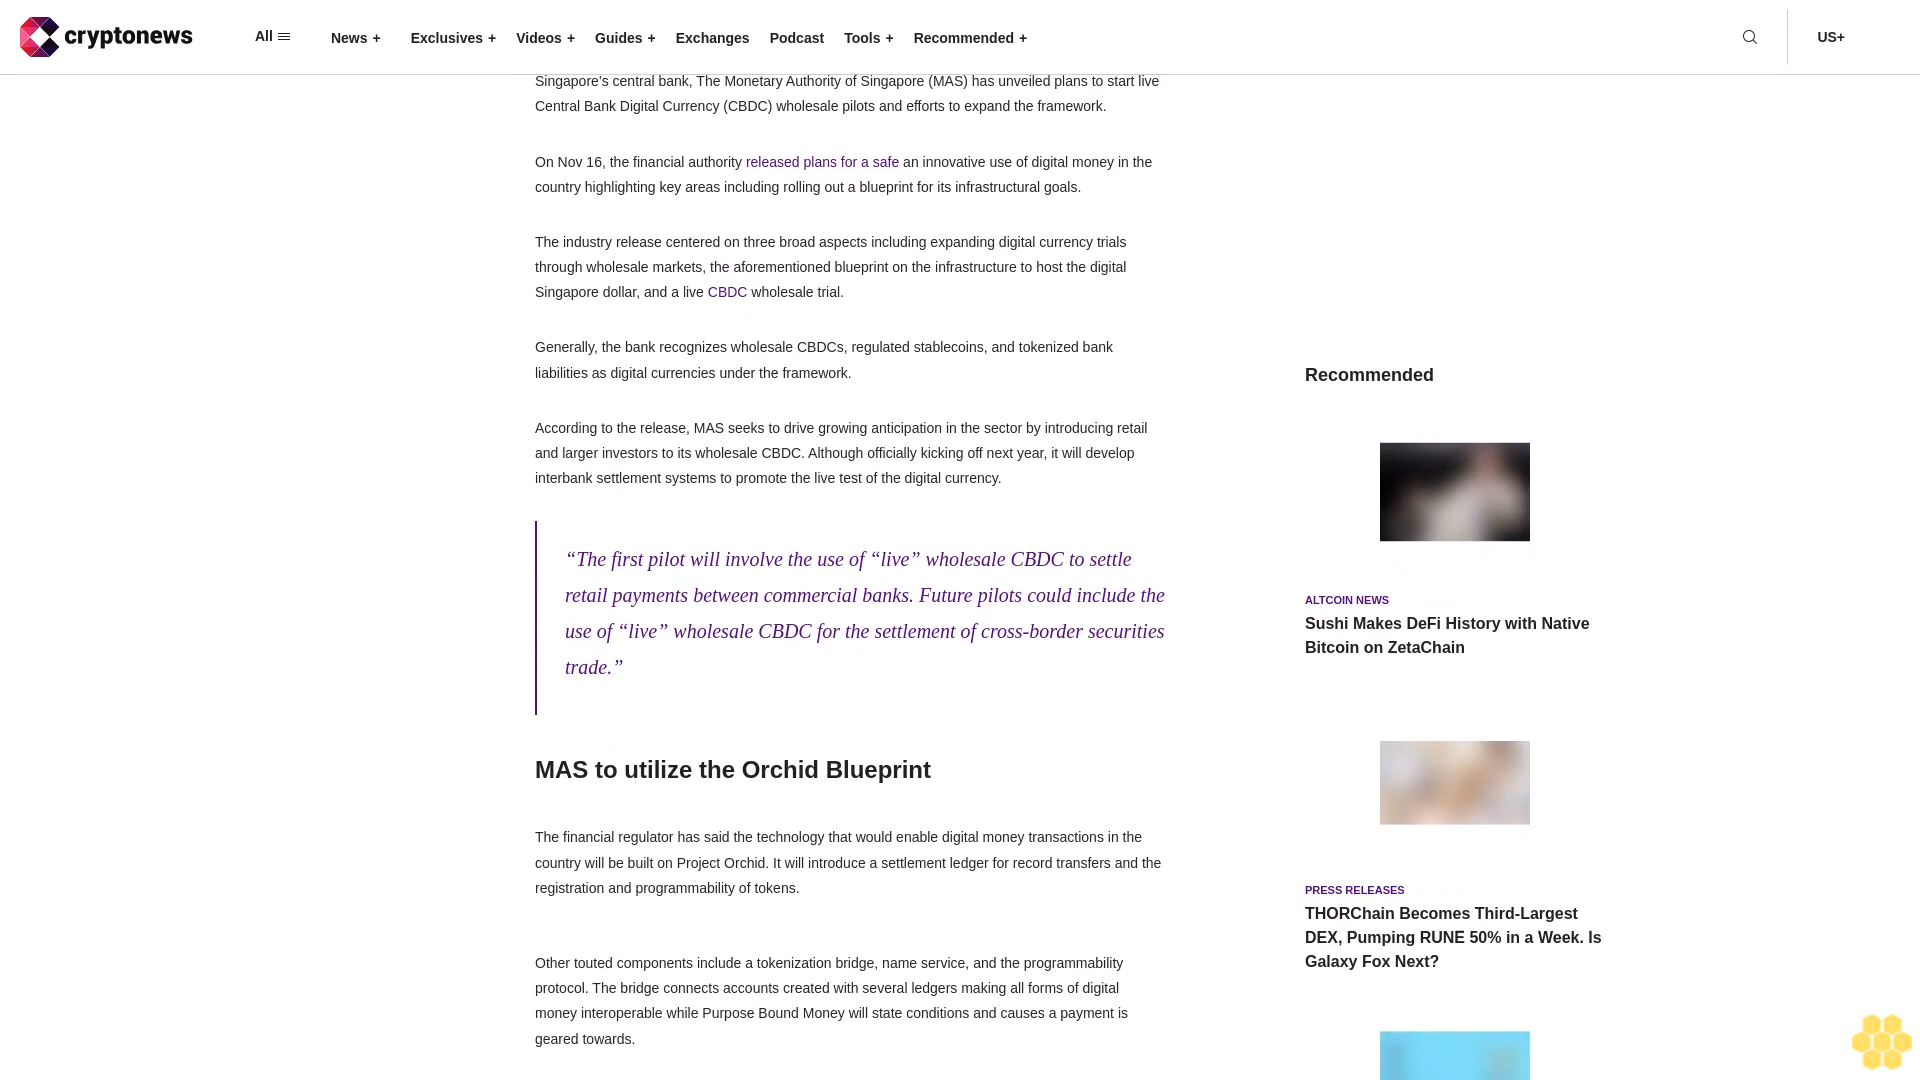 cryptonews
All
News +
Exclusives +
Videos +
Guides +
Exchanges
Podcast
Tools +
Recommended +
US+
Singapore’s central bank, The Monetary Authority of Singapore (MAS) has unveiled plans to start live
Central Bank Digital Currency (CBDC) wholesale pilots and efforts to expand the framework.
On Nov 16, the financial authority released plans for a safe an innovative use of digital money in the
country highlighting key areas including rolling out a blueprint for its infrastructural goals.
The industry release centered on three broad aspects including expanding digital currency trials
through wholesale markets, the aforementioned blueprint on the infrastructure to host the digital
Singapore dollar, and a live CBDC wholesale trial.
Generally, the bank recognizes wholesale CBDCs, regulated stablecoins, and tokenized bank
liabilities as digital currencies under the framework.
According to the release, MAS seeks to drive growing anticipation in the sector by introducing retail
and larger investors to its wholesale CBDC. Although officially kicking off next year, it will develop
interbank settlement systems to promote the live test of the digital currency.
“The first pilot will involve the use of “live” wholesale CBDC to settle
retail payments between commercial banks. Future pilots could include the
use of “live” wholesale CBDC for the settlement of cross-border securities
trade.”
MAS to utilize the Orchid Blueprint
The financial regulator has said the technology that would enable digital money transactions in the
country will be built on Project Orchid. It will introduce a settlement ledger for record transfers and the
registration and programmability of tokens.
Other touted components include a tokenization bridge, name service, and the programmability
protocol. The bridge connects accounts created with several ledgers making all forms of digital
money interoperable while Purpose Bound Money will state conditions and causes a payment is
geared towards.
Recommended
ALTCOIN NEWS
Sushi Makes DeFi History with Native
Bitcoin on ZetaChain
PRESS RELEASES
THORChain Becomes Third-Largest
DEX, Pumping RUNE 50% in a Week. Is
Galaxy Fox Next?